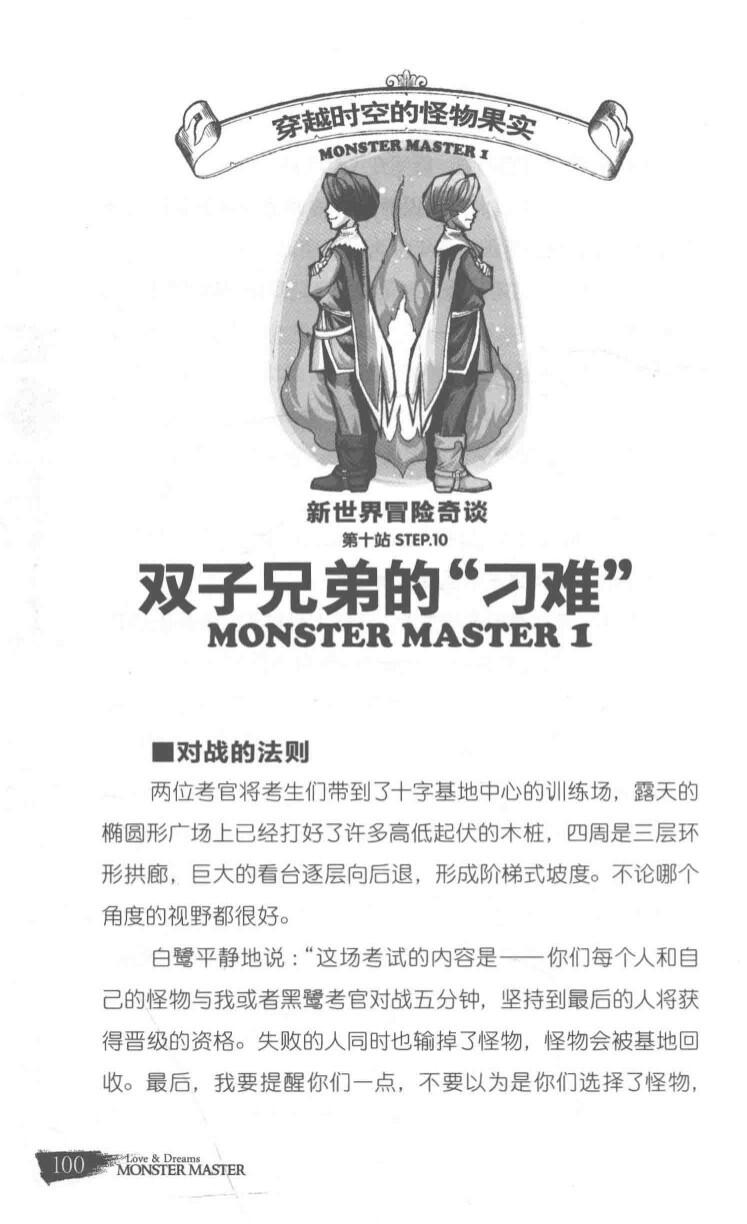 穿越时空的怪物果实
MONSTER MASTER 1
新世界冒险奇谈
第十站 STEP.10
双子兄弟的“刁难”
MONSTER MASTER 1
■对战的法则
两位考官将考生们带到了十字基地中心的训练场，露天的
椭圆形广场上已经打好了许多高低起伏的木桩，四周是三层环
形拱廊，巨大的看台逐层向后退，形成阶梯式坡度。不论哪个
角度的视野都很好。
白鹭平静地说：“这场考试的内容是——你们每个人和自
己的怪物与我或者黑鹭考官对战五分钟，坚持到最后的人将获
得晋级的资格。失败的人同时也输掉了怪物，怪物会被基地回
收。最后，我要提醒你们一点，不要以为是你们选择了怪物，
100
Love & Dreams
MONSTER MASTER